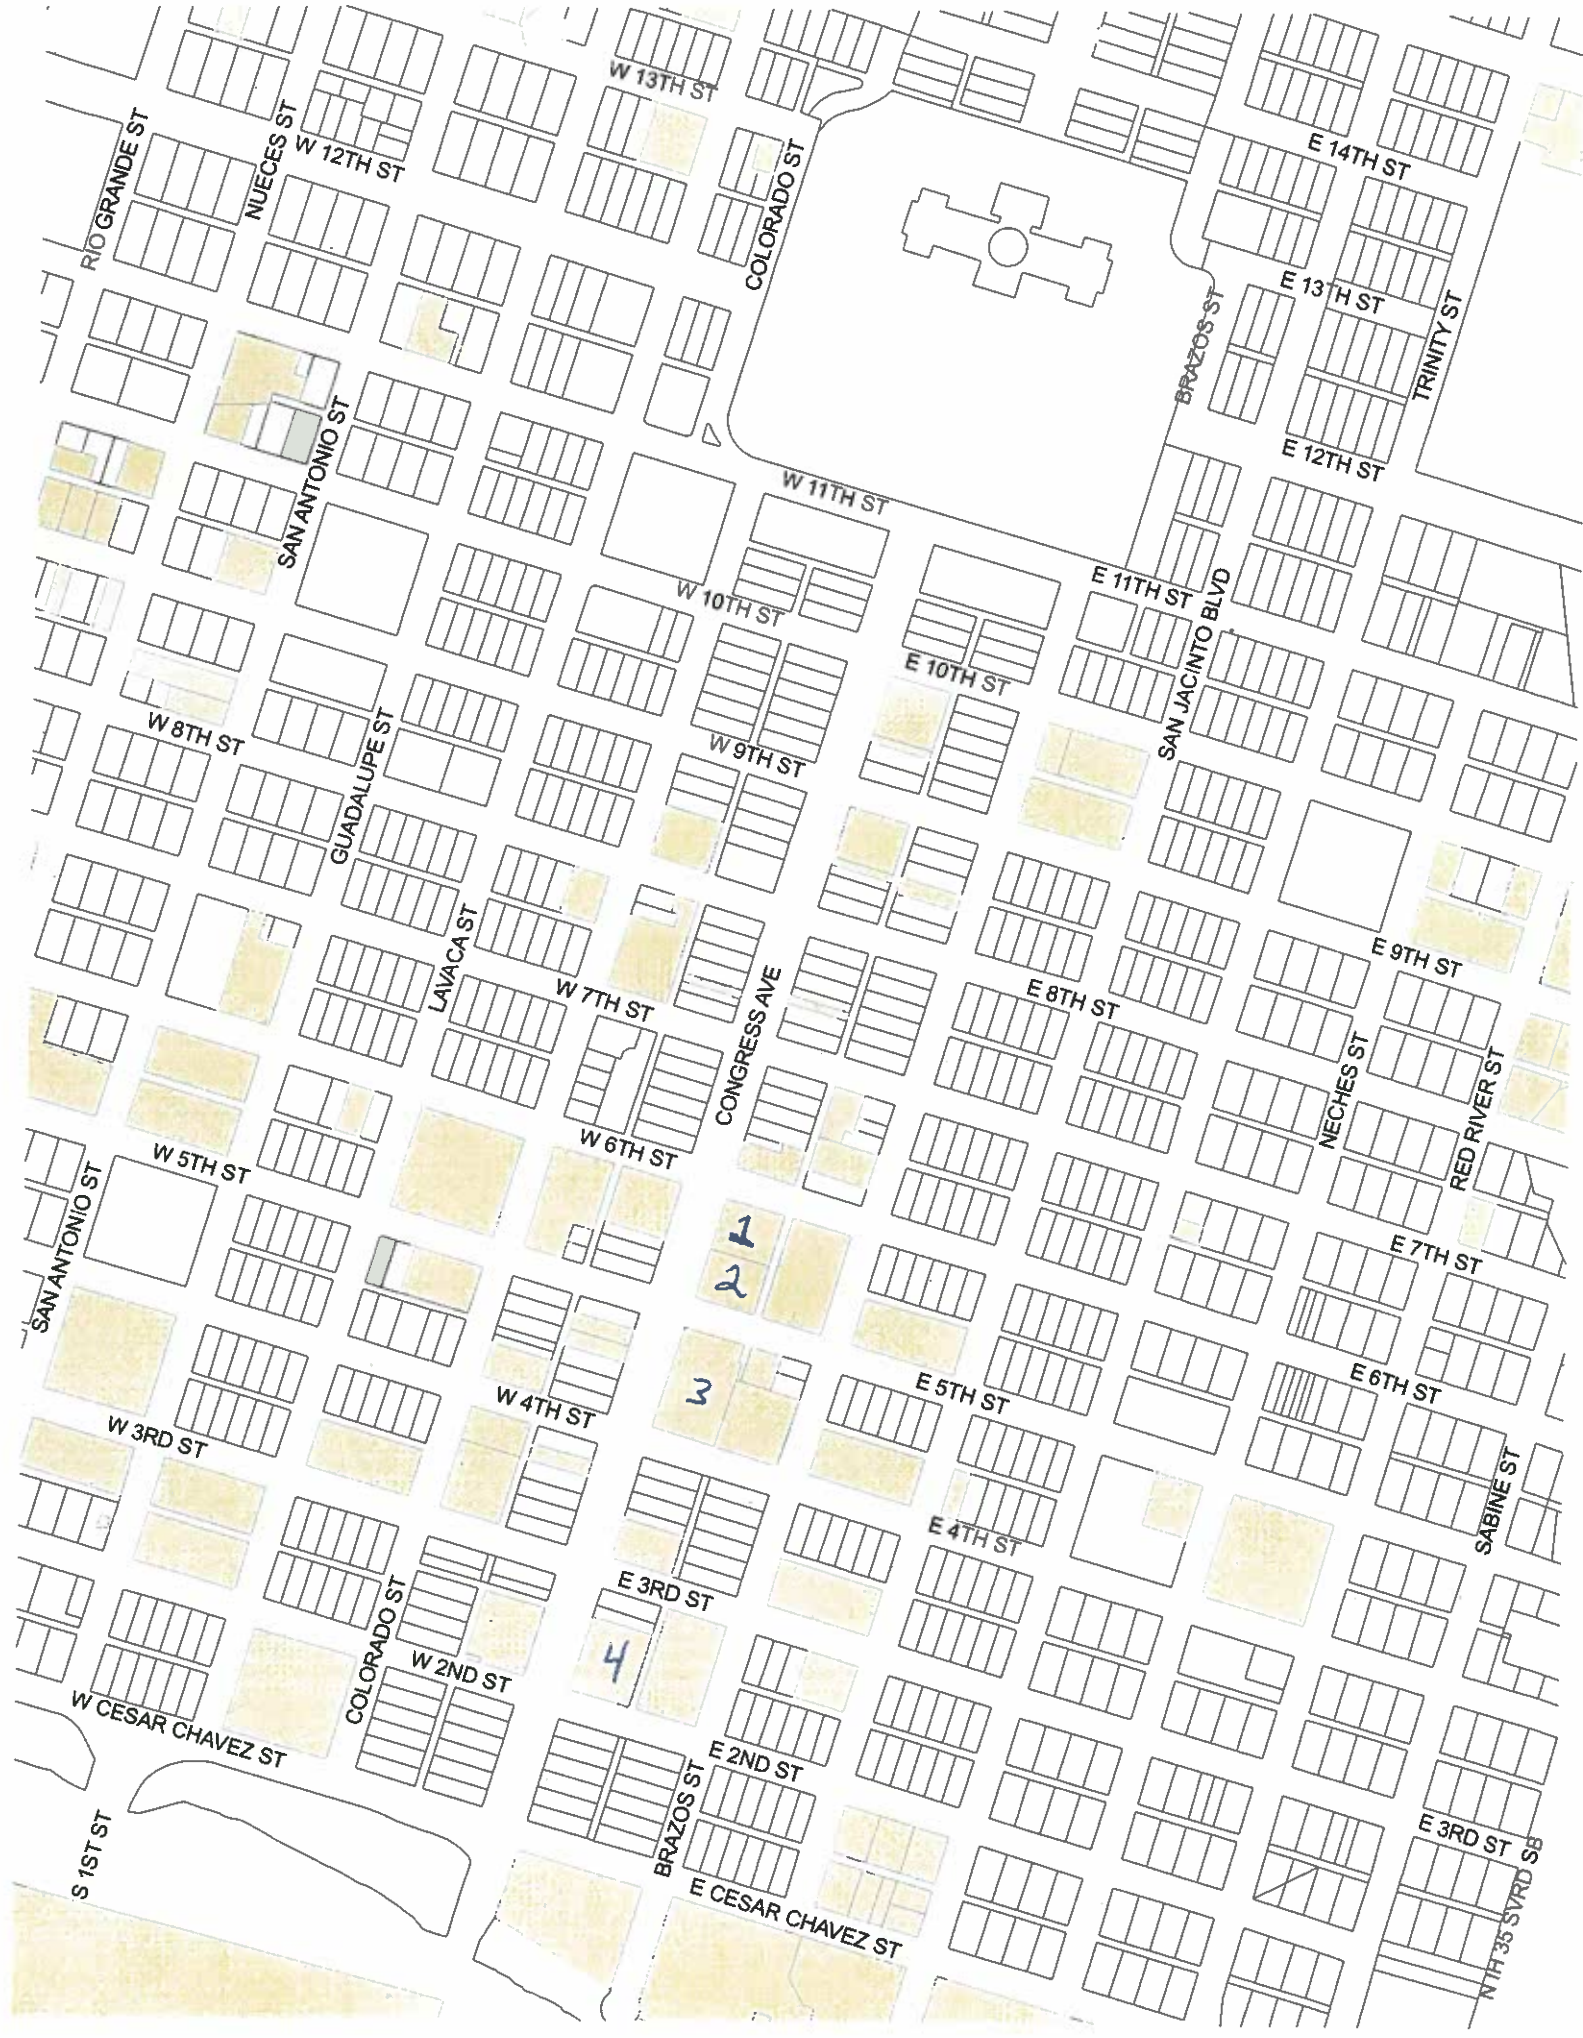 W 13TH ST
E 14TH ST
NUECES ST
W 12TH ST
RIO GRANDE ST
COLORADO ST
E 13TH ST
BRAZOS ST
TRINITY ST
E 12TH ST
SAN ANTONIO ST
W 11TH ST
E 11TH ST
W 10TH ST
SAN JACINTO BLVD
E 10TH ST
W 8TH ST
GUADALUPE ST
W 9TH ST
LAVACA ST
E 9TH ST
W 7TH ST
E 8TH ST
CONGRESS AVE
NECHES ST
RED RIVER ST
W 6TH ST
W 5TH ST
SAN ANTONIO ST
1
E 7TH ST
2
E 6TH ST
3
E 5TH ST
W 4TH ST
W 3RD ST
SABINE ST
E 4TH ST
E 3RD ST
COLORADO ST
4
W 2ND ST
W CESAR CHAVEZ ST
E 2ND ST
BRAZOS ST
E 3RD ST
S 1ST ST
E CESAR CHAVEZ ST
N IH 35 SVRD SB